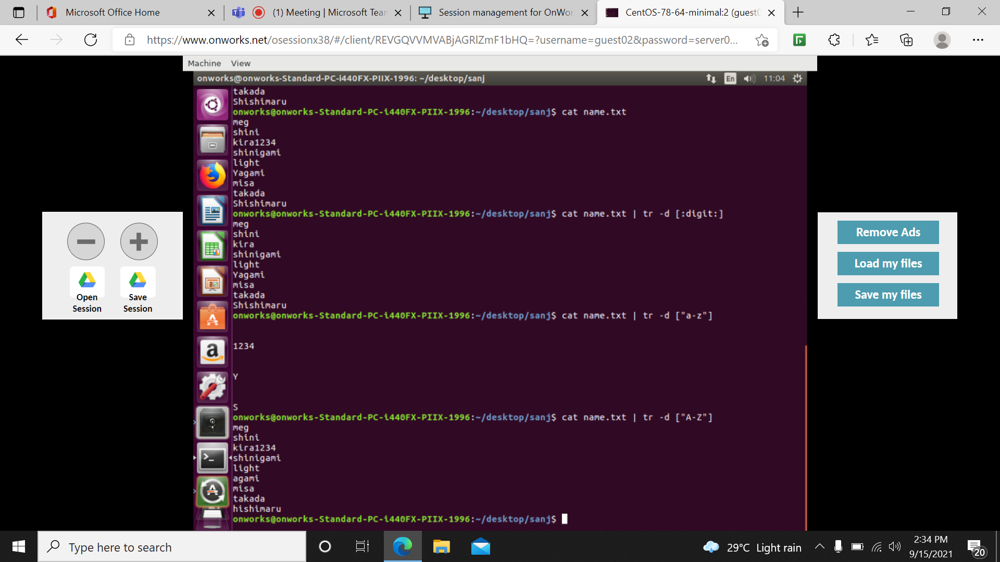 Microsoft Office Home
(1) Meeting | Microsoft Team
Session management for OnWor
CentOS-78-64-minimal:2 (guest0
https://www.onworks.net/osessionx38/#/client/REVGQVVMVABjAGRlZmF1bHQ=?username=guest02&password=server0...
Machine View
onworks@onworks-Standard-PC-i440FX-PIIX-1996: ~/desktop/sanj
En
11:04
takada
Shishimaru
onworks@onworks-Standard-PC-i440FX-PIIX-1996:~/desktop/sanj$ cat name.txt
meg
shini
kira1234
shinigami
light
Yagami
misa
takada
Shishimaru
onworks@onworks-Standard-PC-i440FX-PIIX-1996:~/desktop/sanj$ cat name.txt | tr -d [:digit:]
meg
shini
kira
shinigami
light
Yagami
misa
takada
Shishimaru
onworks@onworks-Standard-PC-i440FX-PIIX-1996:~/desktop/sanj$ cat name.txt | tr -d ["a-z"]
1234
Y
S
onworks@onworks-Standard-PC-i440FX-PIIX-1996:~/desktop/sanj$ cat name.txt | tr -d ["A-Z"]
meg
shini
kira1234
shinigami
light
agami
misa
takada
hishimaru
onworks@onworks-Standard-PC-i440FX-PIIX-1996:~/desktop/sanj$
Open
Session
Save
Session
Remove Ads
Load my files
Save my files
Type here to search
29°C Light rain
2:34 PM
9/15/2021
20